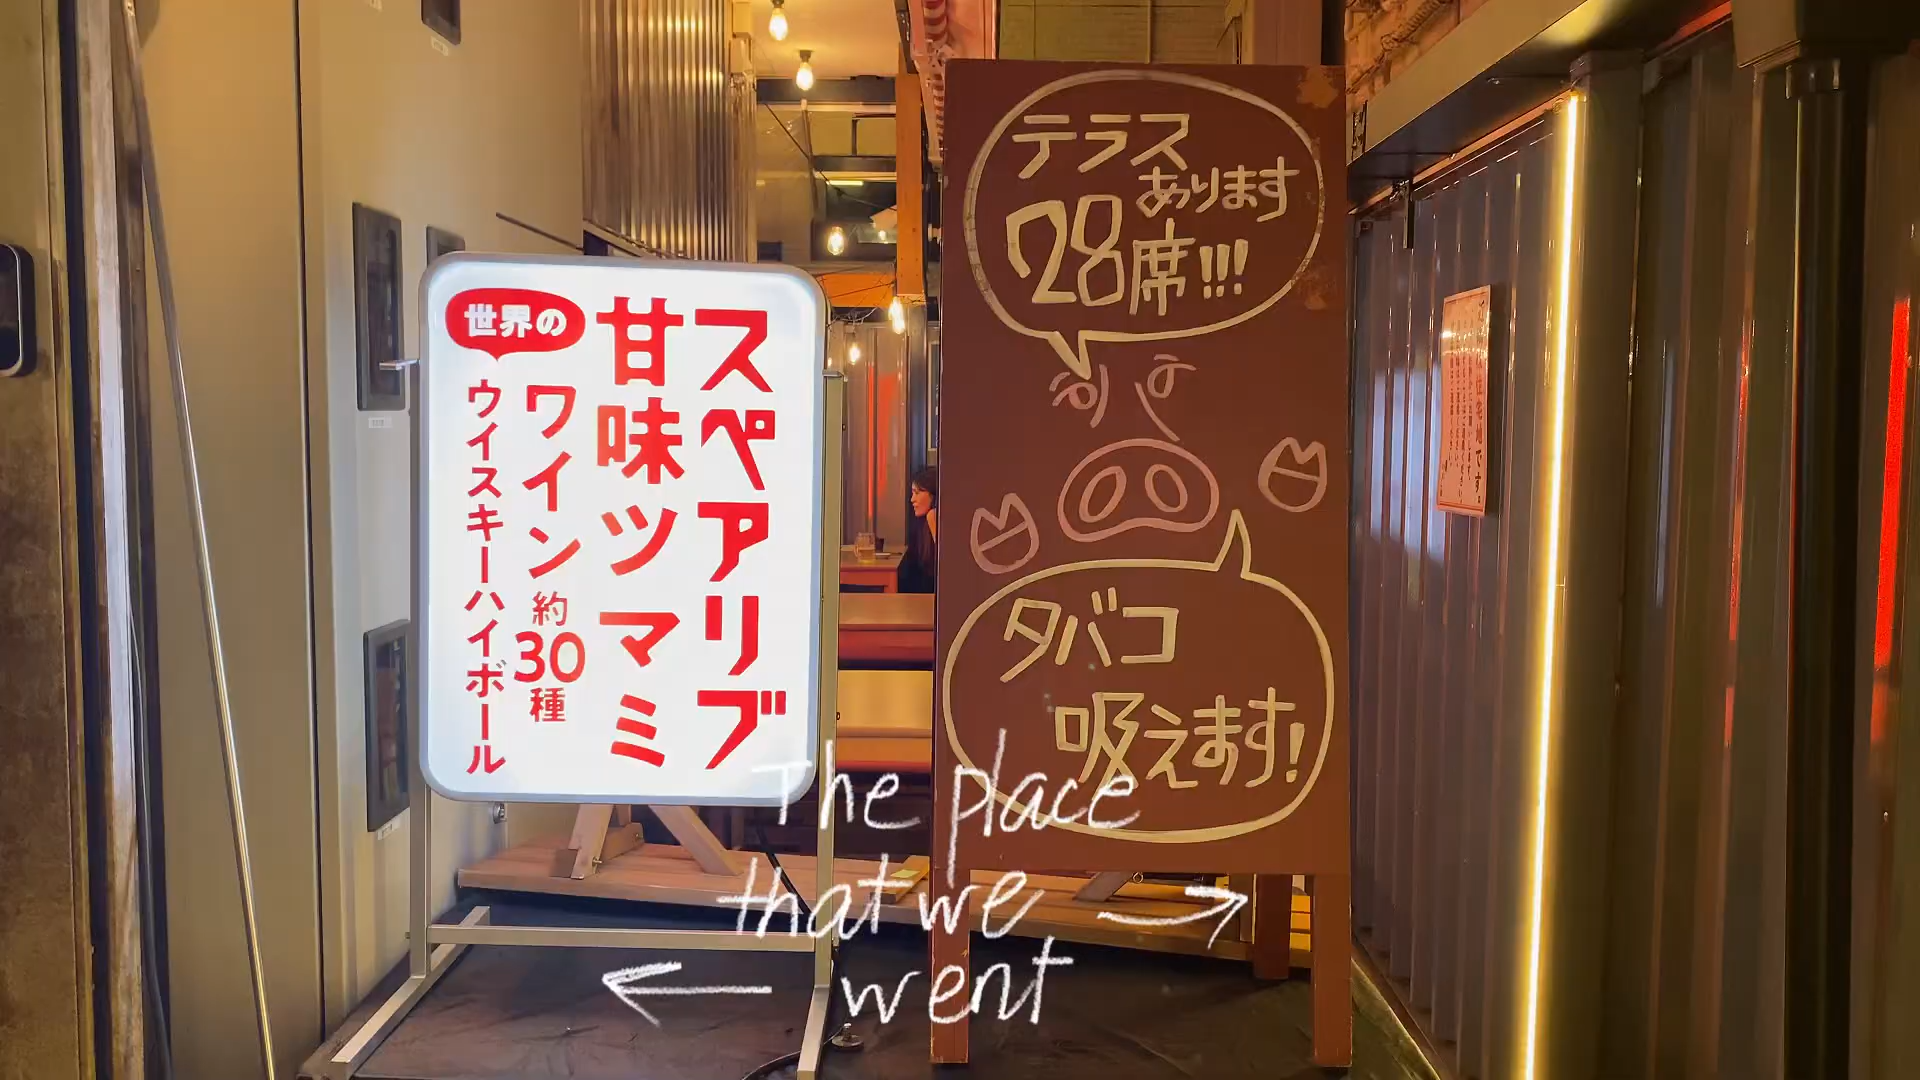 スペアリブ
甘味ツマミ
世界の
ワイン約30種
ウイスキーハイボール
テラス
あります
28席!!!
タバコ
吸えます!
The place
that we
went